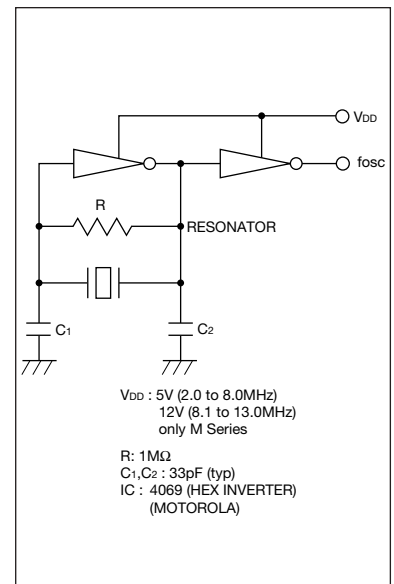 VDD
fosc
R
RESONATOR
C1
C2
VDD : 5V (2.0 to 8.0MHz)
12V (8.1 to 13.0MHz)
only M Series
R: 1MΩ
C1,C2 : 33pF (typ)
IC : 4069 (HEX INVERTER)
(MOTOROLA)